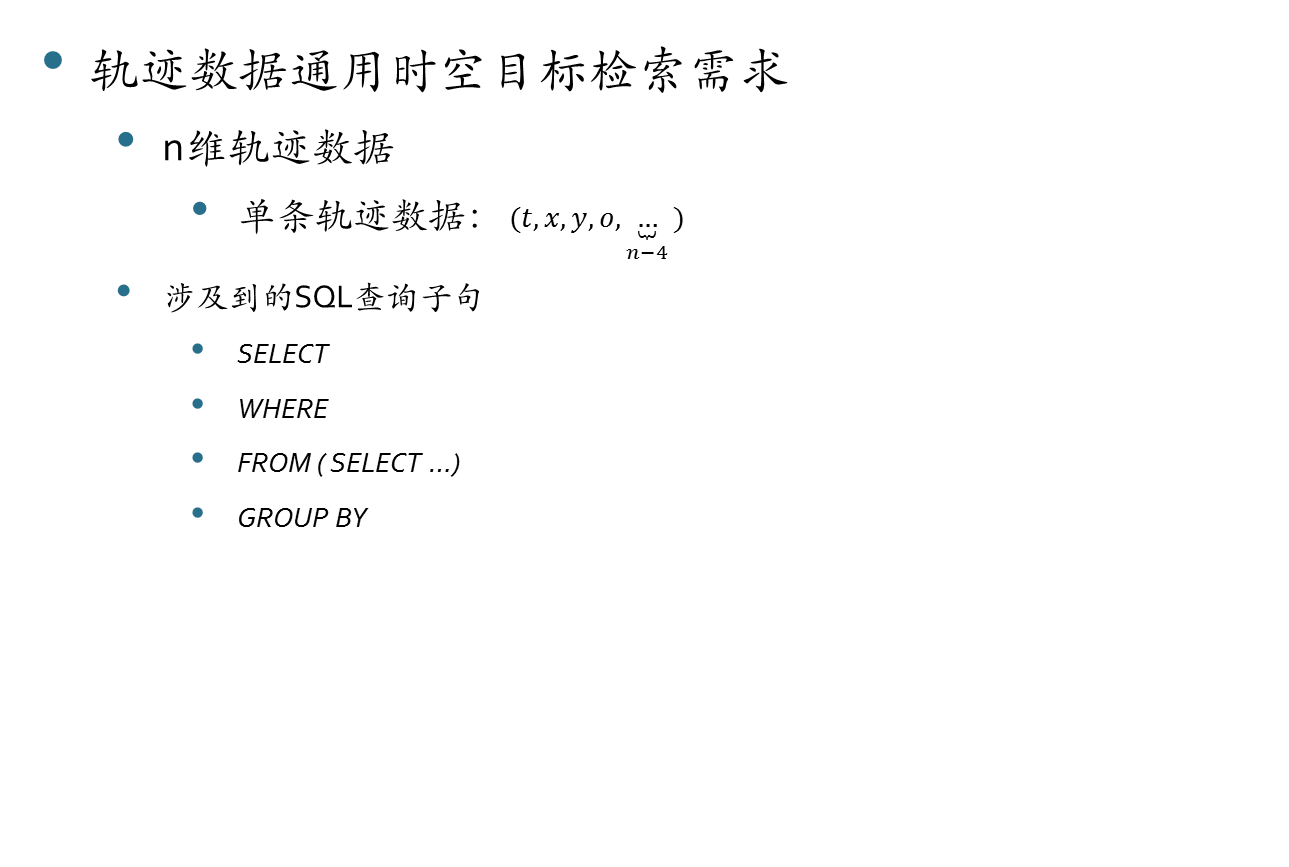 轨迹数据通用时空目标检索需求
n维轨迹数据
单条轨迹数据： (t, x, y, o, … )
n−4
涉及到的SQL查询子句
SELECT
WHERE
FROM ( SELECT …)
GROUP BY